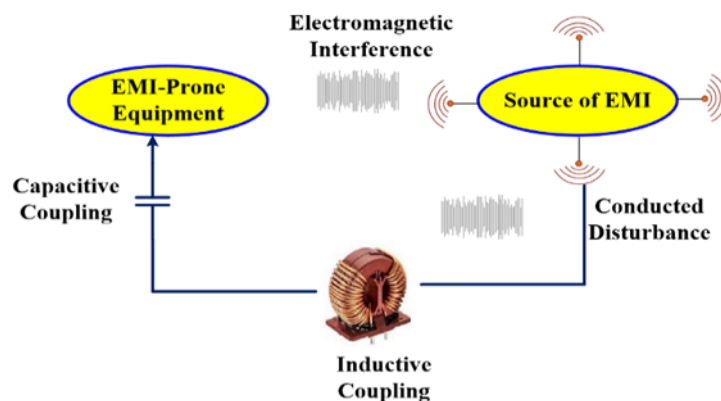 Electromagnetic
Interference
EMI-Prone
Equipment
Source of EMI
Capacitive
Coupling
Conducted
Disturbance
Inductive
Coupling